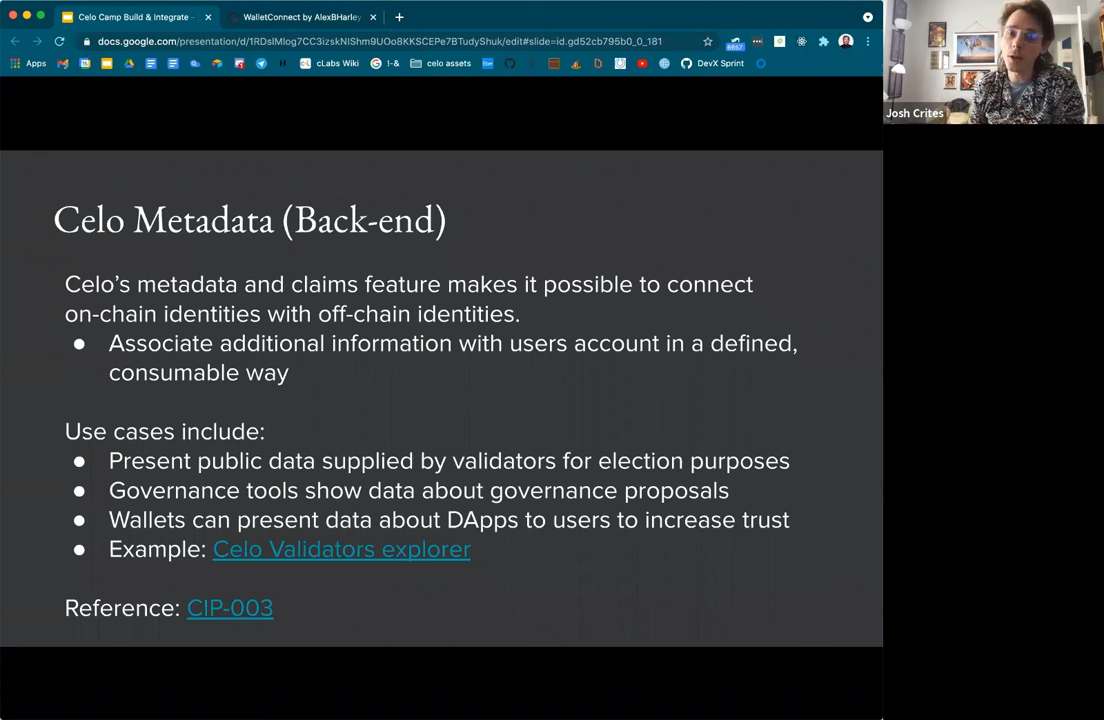 Celo Camp Build & Integrate -
WalletConnect by AlexBHarley
docs.google.com/presentation/d/1RDslMlog7CC3izskNIShm9UOo8KKSCEPe7BTudyShuk/edit#slide=id.gd52cb795b0_0_181
6657
Apps
cLabs Wiki
!-&
celo assets
DevX Sprint
Josh Crites
Celo Metadata (Back-end)
Celo's metadata and claims feature makes it possible to connect
on-chain identities with off-chain identities.
● Associate additional information with users account in a defined,
consumable way
Use cases include:
● Present public data supplied by validators for election purposes
● Governance tools show data about governance proposals
● Wallets can present data about DApps to users to increase trust
● Example: Celo Validators explorer
Reference: CIP-003